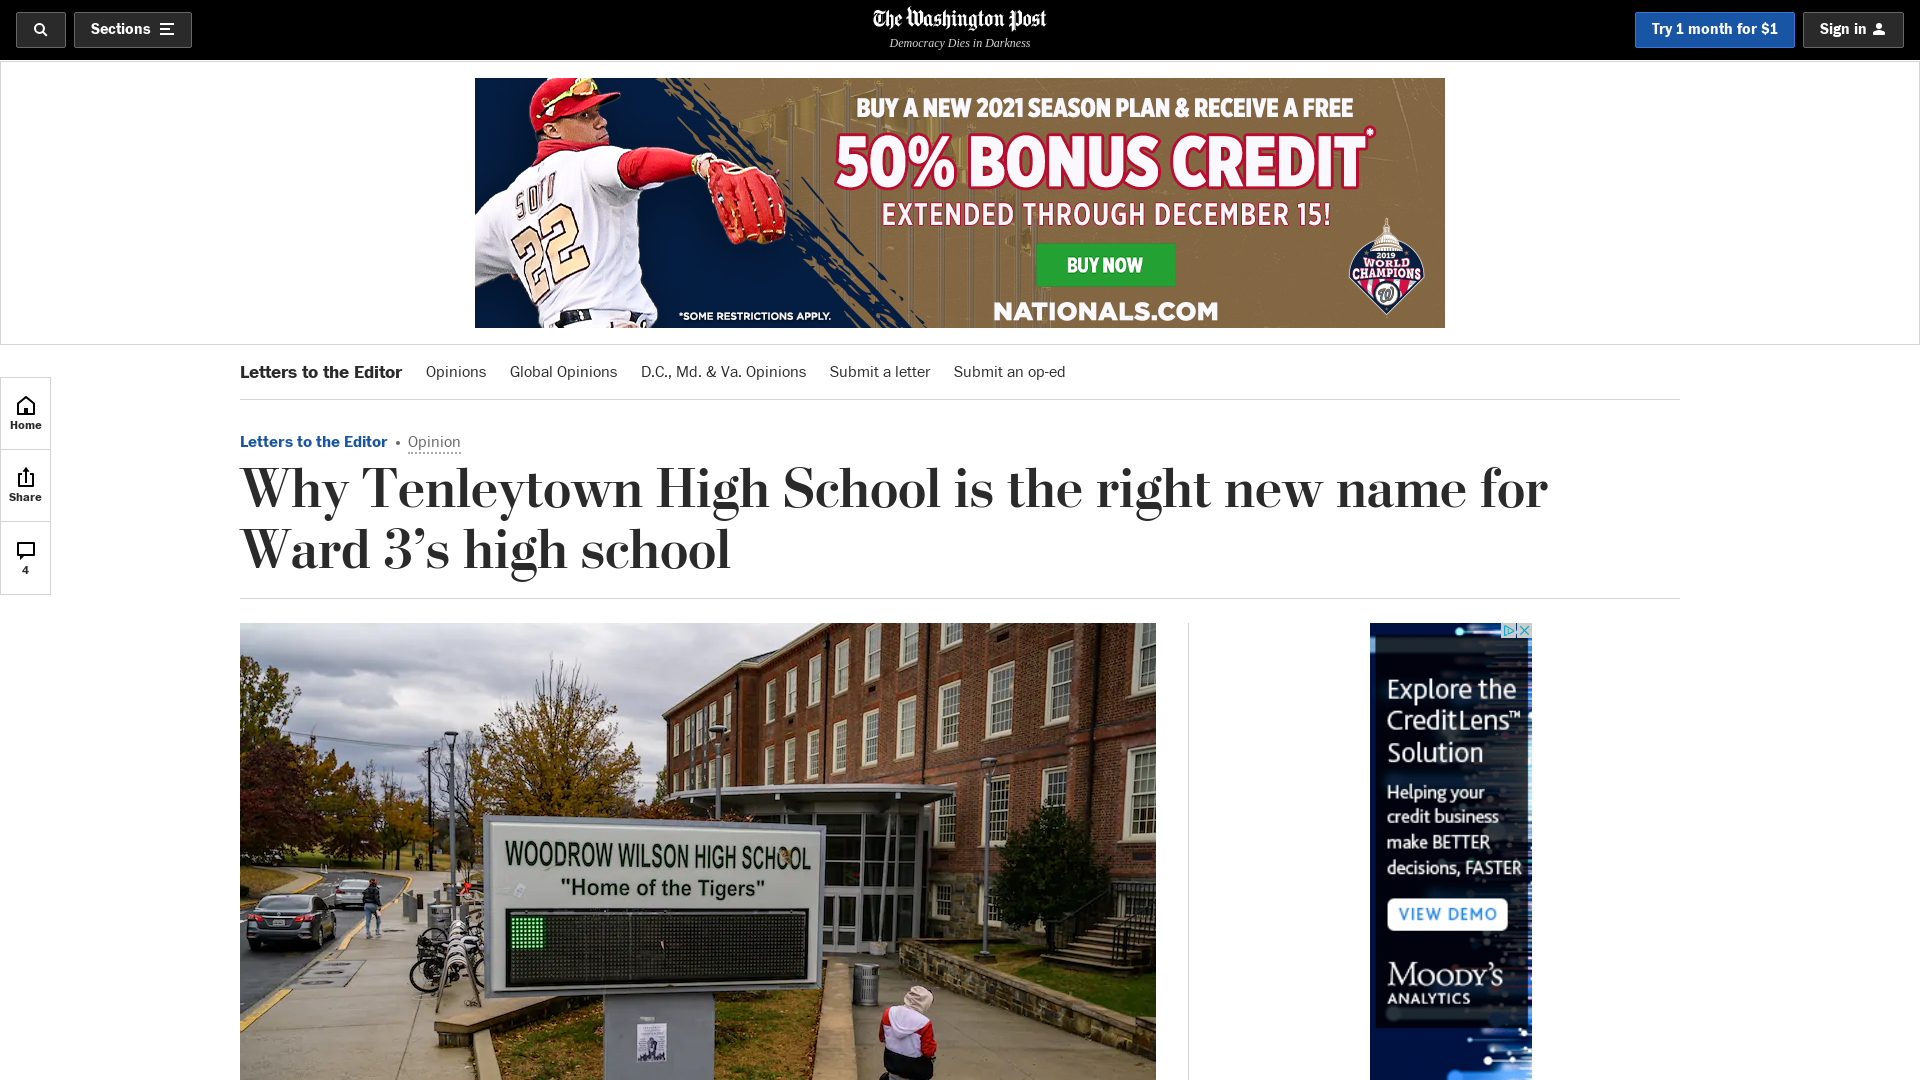 Sections
The Washington Post
Democracy Dies in Darkness
Try 1 month for $1
Sign in
BUY A NEW 2021 SEASON PLAN & RECEIVE A FREE
50% BONUS CREDIT*
EXTENDED THROUGH DECEMBER 15!
BUY NOW
NATIONALS.COM
*SOME RESTRICTIONS APPLY.
SOTO
22
2019
WORLD
CHAMPIONS
W
Home
Share
4
Letters to the Editor Opinions Global Opinions D.C., Md. & Va. Opinions Submit a letter Submit an op-ed
Letters to the Editor • Opinion
Why Tenleytown High School is the right new name for
Ward 3’s high school
WOODROW WILSON HIGH SCHOOL
"Home of the Tigers"
Explore the
CreditLens™
Solution
Helping your
credit business
make BETTER
decisions, FASTER
VIEW DEMO
MOODY'S
ANALYTICS